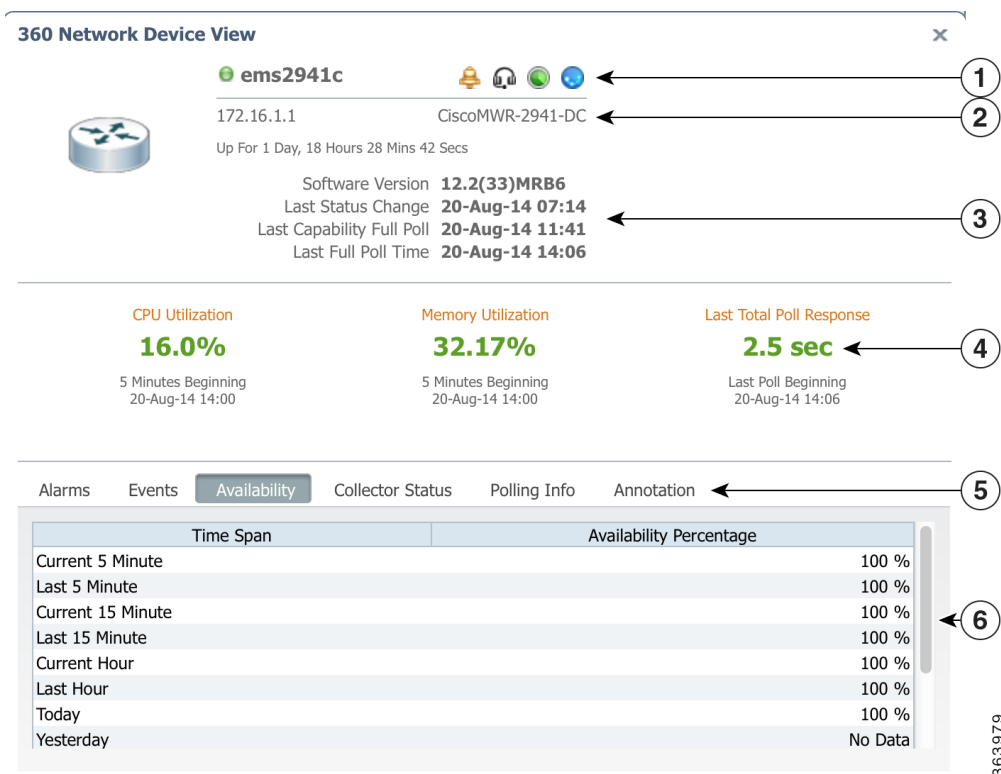 360 Network Device View
ems2941c
1
172.16.1.1 CiscoMWR-2941-DC
2
Up For 1 Day, 18 Hours 28 Mins 42 Secs
Software Version 12.2(33)MRB6
Last Status Change 20-Aug-14 07:14
3
Last Capability Full Poll 20-Aug-14 11:41
Last Full Poll Time 20-Aug-14 14:06
CPU Utilization Memory Utilization Last Total Poll Response
16.0% 32.17% 2.5 sec
4
5 Minutes Beginning 5 Minutes Beginning Last Poll Beginning
20-Aug-14 14:00 20-Aug-14 14:00 20-Aug-14 14:06
Alarms Events Availability Collector Status Polling Info Annotation
5
Time Span Availability Percentage
Current 5 Minute 100 %
Last 5 Minute 100 %
Current 15 Minute 100 %
6
Last 15 Minute 100 %
Current Hour 100 %
Last Hour 100 %
Today 100 %
Yesterday No Data
363979